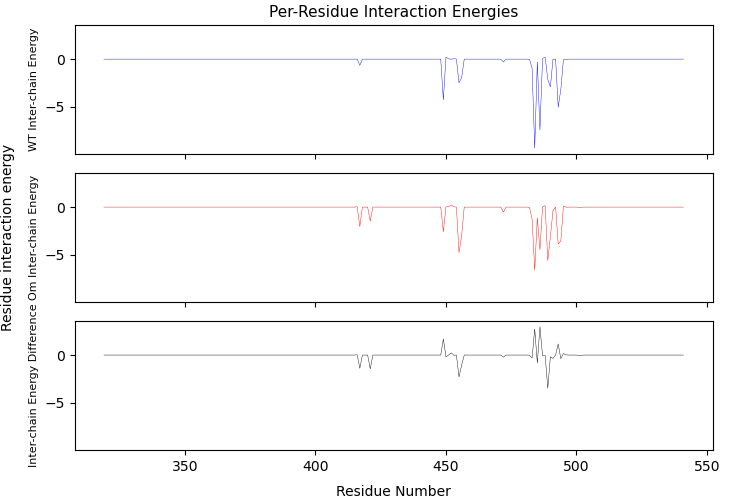 Per-Residue Interaction Energies
Residue interaction energy
WT Inter-chain Energy
0
−5
Om Inter-chain Energy
0
−5
Inter-chain Energy Difference
0
−5
350
400
450
500
550
Residue Number